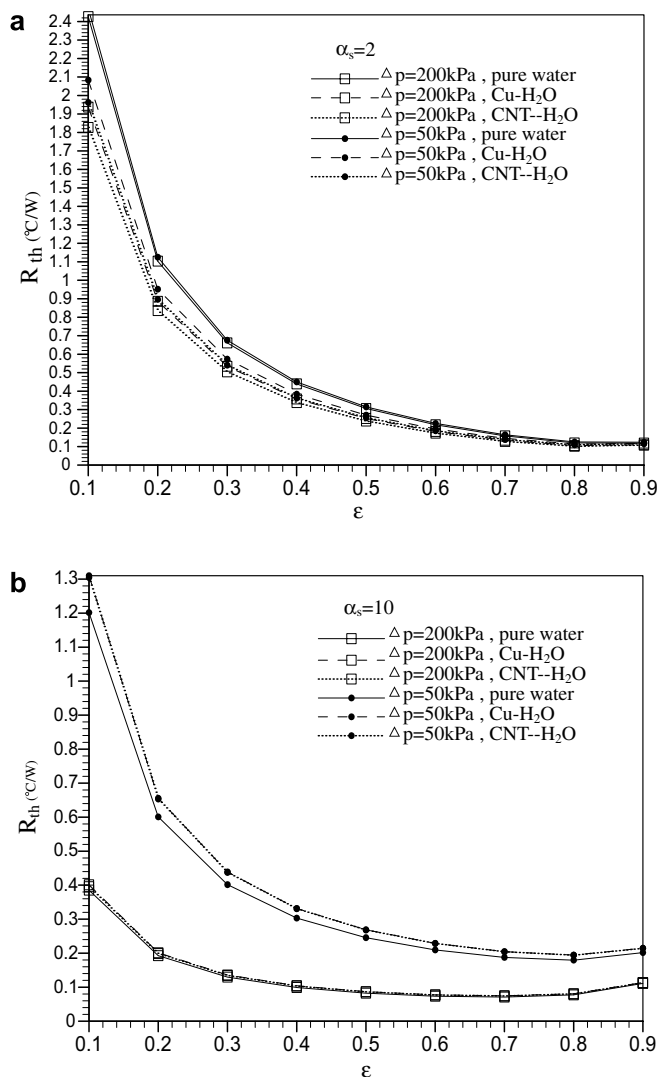 a
α_s=2
△ p=200kPa , pure water
△ p=200kPa , Cu-H₂O
△ p=200kPa , CNT--H₂O
△ p=50kPa , pure water
△ p=50kPa , Cu-H₂O
△ p=50kPa , CNT--H₂O
R_th (℃/W)
2.4
2.3
2.2
2.1
2
1.9
1.8
1.7
1.6
1.5
1.4
1.3
1.2
1.1
1
0.9
0.8
0.7
0.6
0.5
0.4
0.3
0.2
0.1
0
0.1 0.2 0.3 0.4 0.5 0.6 0.7 0.8 0.9
ε
b
α_s=10
△ p=200kPa , pure water
△ p=200kPa , Cu-H₂O
△ p=200kPa , CNT--H₂O
△ p=50kPa , pure water
△ p=50kPa , Cu-H₂O
△ p=50kPa , CNT--H₂O
R_th (℃/W)
1.3
1.2
1.1
1
0.9
0.8
0.7
0.6
0.5
0.4
0.3
0.2
0.1
0
0.1 0.2 0.3 0.4 0.5 0.6 0.7 0.8 0.9
ε